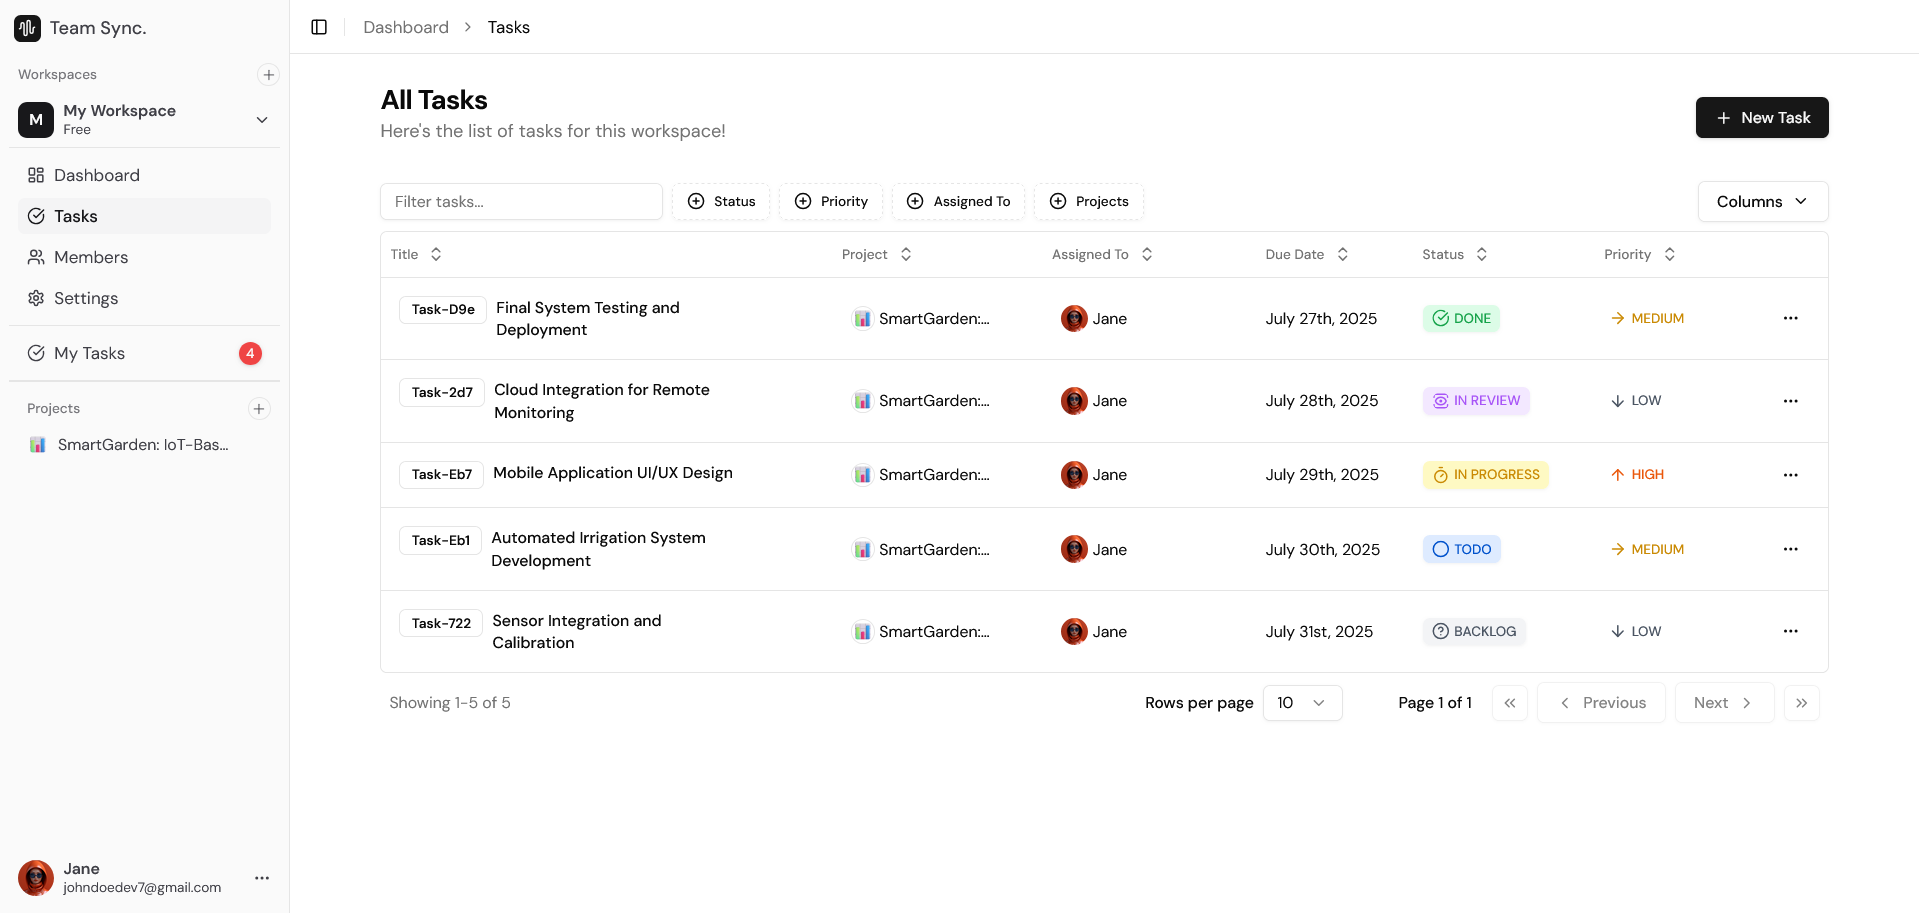 Team Sync.
Workspaces
M
My Workspace
Free
Dashboard
Tasks
Members
Settings
My Tasks
4
Projects
SmartGarden: IoT-Bas...
Jane
johndoedev7@gmail.com
Dashboard > Tasks
All Tasks
Here's the list of tasks for this workspace!
New Task
Filter tasks... Status Priority Assigned To Projects Columns
Title Project Assigned To Due Date Status Priority
Task-D9e Final System Testing and
Deployment
SmartGarden:... Jane July 27th, 2025 DONE MEDIUM
Task-2d7 Cloud Integration for Remote
Monitoring
SmartGarden:... Jane July 28th, 2025 IN REVIEW LOW
Task-Eb7 Mobile Application UI/UX Design SmartGarden:... Jane July 29th, 2025 IN PROGRESS HIGH
Task-Eb1 Automated Irrigation System
Development
SmartGarden:... Jane July 30th, 2025 TODO MEDIUM
Task-722 Sensor Integration and
Calibration
SmartGarden:... Jane July 31st, 2025 BACKLOG LOW
Showing 1-5 of 5 Rows per page 10 Page 1 of 1 Previous Next